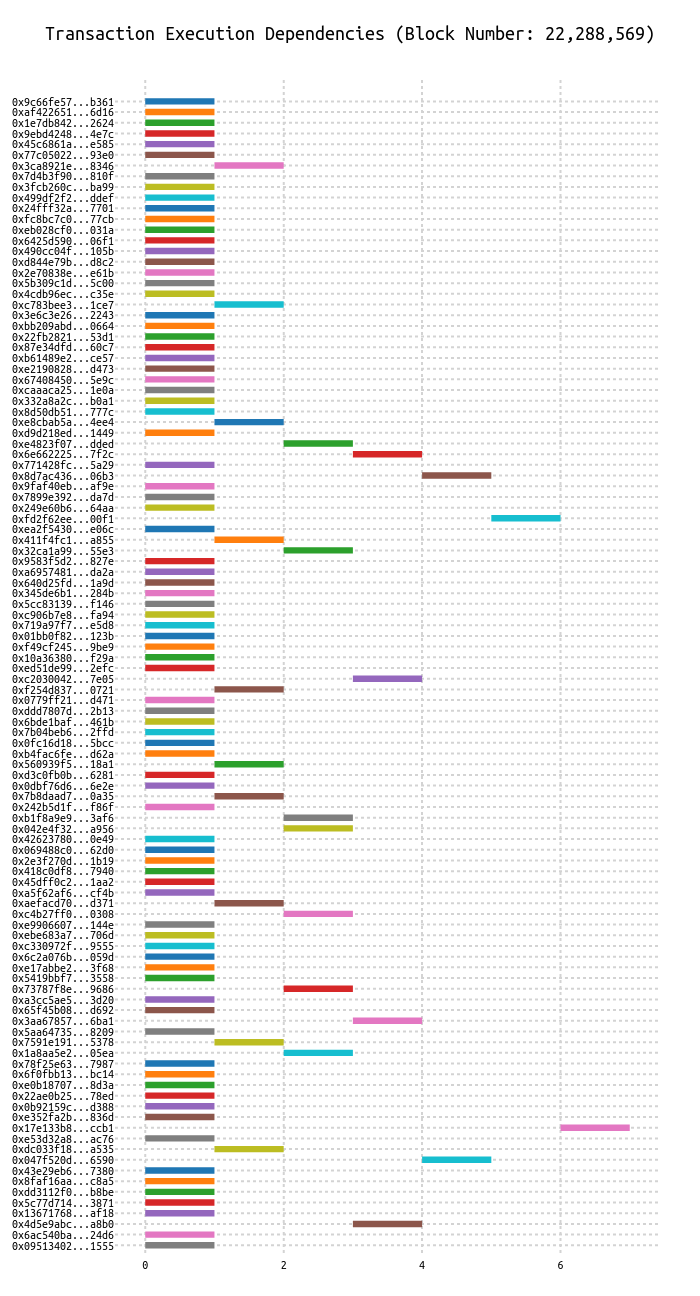 Transaction Execution Dependencies (Block Number: 22,288,569)
0x9c66fe57...b361
0xaf422651...6d16
0x1e7db842...2624
0x9ebd4248...4e7c
0x45c6861a...e585
0x77c05022...93e0
0x3ca8921e...8346
0x7d4b3f90...810f
0x3fcb260c...ba99
0x499df2f2...ddef
0x24fff32a...7701
0xfc8bc7c0...77cb
0xeb028cf0...031a
0x6425d590...06f1
0x490cc04f...105b
0xd844e79b...d8c2
0x2e70838e...e61b
0x5b309c1d...5c00
0x4cdb96ec...c35e
0xc783bee3...1ce7
0x3e6c3e26...2243
0xbb209abd...0664
0x22fb2821...53d1
0x87e34dfd...60c7
0xb61489e2...ce57
0xe2190828...d473
0x67408450...5e9c
0xcaaaca25...1e0a
0x332a8a2c...b0a1
0x8d50db51...777c
0xe8cbab5a...4ee4
0xd9d218ed...1449
0xe4823f07...dded
0x6e662225...7f2c
0x771428fc...5a29
0x8d7ac436...06b3
0x9faf40eb...af9e
0x7899e392...da7d
0x249e60b6...64aa
0xfd2f62ee...00f1
0xea2f5430...e06c
0x411f4fc1...a855
0x32ca1a99...55e3
0x9583f5d2...827e
0xa6957481...da2a
0x640d25fd...1a9d
0x345de6b1...284b
0x5cc83139...f146
0xc906b7e8...fa94
0x719a97f7...e5d8
0x01bb0f82...123b
0xf49cf245...9be9
0x10a36380...f29a
0xed51de99...2efc
0xc2030042...7e05
0xf254d837...0721
0x0779ff21...d471
0xddd7807d...2b13
0x6bde1baf...461b
0x7b04beb6...2ffd
0x0fc16d18...5bcc
0xb4fac6fe...d62a
0x560939f5...18a1
0xd3c0fb0b...6281
0x0dbf76d6...6e2e
0x7b8daad7...0a35
0x242b5d1f...f86f
0xb1f8a9e9...3af6
0x042e4f32...a956
0x42623780...0e49
0x069488c0...62d0
0x2e3f270d...1b19
0x418c0df8...7940
0x45dff0c2...1aa2
0xa5f62af6...cf4b
0xaefacd70...d371
0xc4b27ff0...0308
0xe9906607...144e
0xebe683a7...706d
0xc330972f...9555
0x6c2a076b...059d
0xe17abbe2...3f68
0x5419bbf7...3558
0x73787f8e...9686
0xa3cc5ae5...3d20
0x65f45b08...d692
0x3aa67857...6ba1
0x5aa64735...8209
0x7591e191...5378
0x1a8aa5e2...05ea
0x78f25e63...7987
0x6f0fbb13...bc14
0xe0b18707...8d3a
0x22ae0b25...78ed
0x0b92159c...d388
0xe352fa2b...836d
0x17e133b8...ccb1
0xe53d32a8...ac76
0xdc033f18...a535
0x047f520d...6590
0x43e29eb6...7380
0x8faf16aa...c8a5
0xdd3112f0...b8be
0x5c77d714...3871
0x13671768...af18
0x4d5e9abc...a8b0
0x6ac540ba...24d6
0x09513402...1555
0 2 4 6